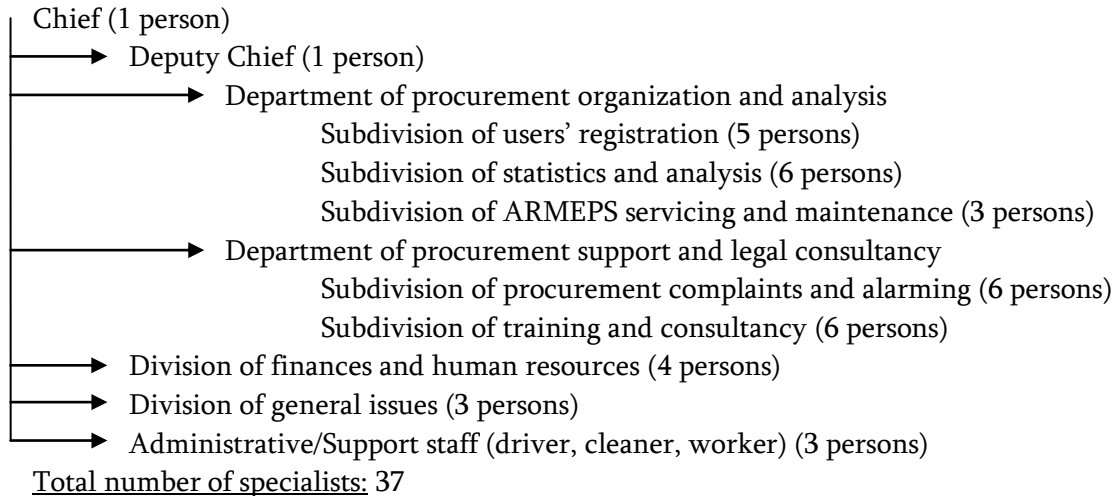 Chief (1 person)
Deputy Chief (1 person)
Department of procurement organization and analysis
Subdivision of users’ registration (5 persons)
Subdivision of statistics and analysis (6 persons)
Subdivision of ARMEPS servicing and maintenance (3 persons)
Department of procurement support and legal consultancy
Subdivision of procurement complaints and alarming (6 persons)
Subdivision of training and consultancy (6 persons)
Division of finances and human resources (4 persons)
Division of general issues (3 persons)
Administrative/Support staff (driver, cleaner, worker) (3 persons)
Total number of specialists: 37